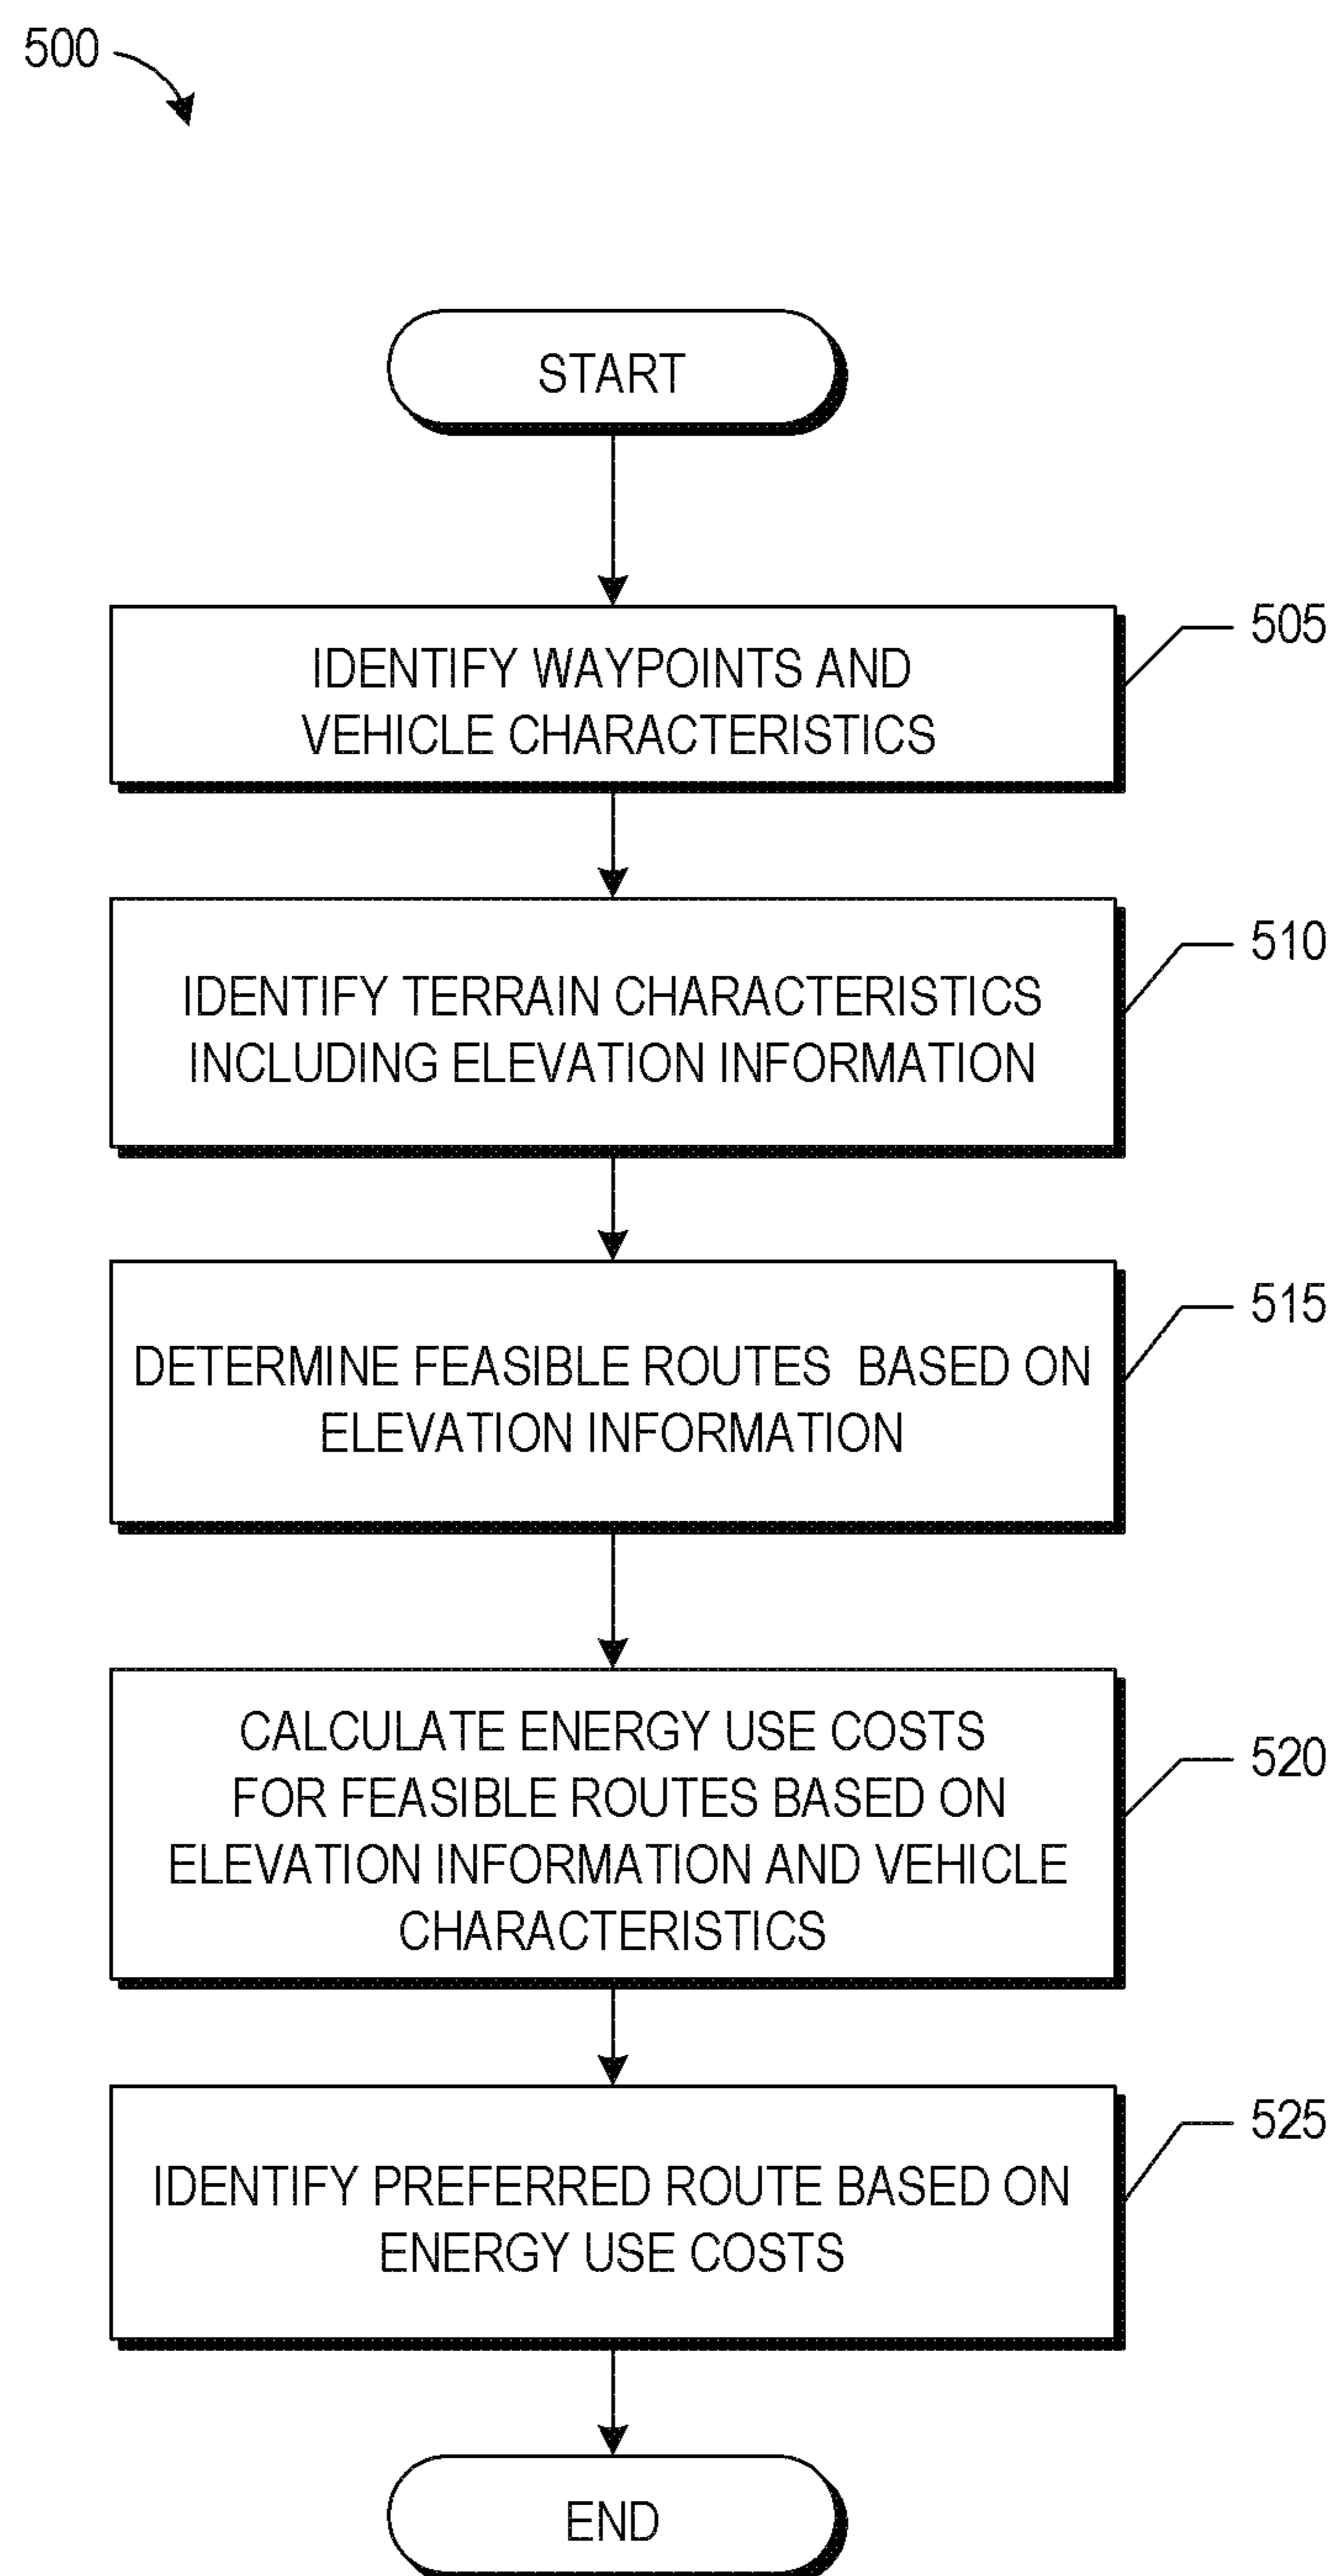 500
START
IDENTIFY WAYPOINTS AND
VEHICLE CHARACTERISTICS
505
IDENTIFY TERRAIN CHARACTERISTICS
INCLUDING ELEVATION INFORMATION
510
DETERMINE FEASIBLE ROUTES BASED ON
ELEVATION INFORMATION
515
CALCULATE ENERGY USE COSTS
FOR FEASIBLE ROUTES BASED ON
ELEVATION INFORMATION AND VEHICLE
CHARACTERISTICS
520
IDENTIFY PREFERRED ROUTE BASED ON
ENERGY USE COSTS
525
END